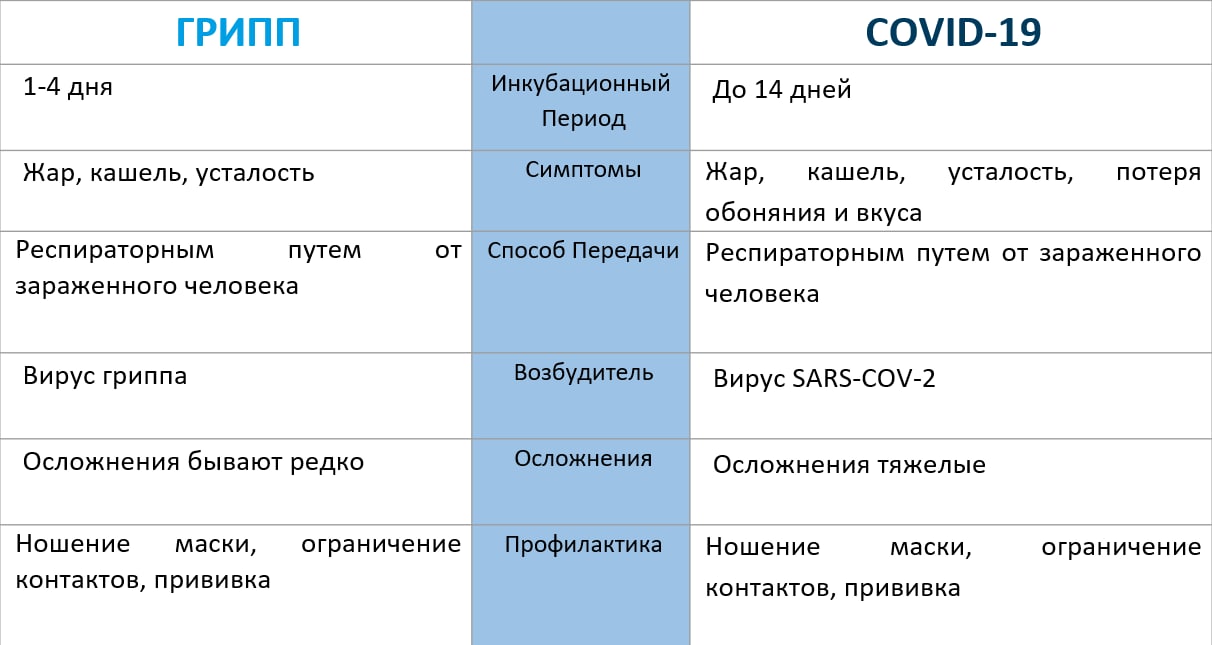 ГРИПП
COVID-19
1-4 дня
Инкубационный
Период
До 14 дней
Жар, кашель, усталость
Симптомы
Жар, кашель, усталость, потеря
обоняния и вкуса
Респираторным путем от
зараженного человека
Способ Передачи
Респираторным путем от зараженного
человека
Вирус гриппа
Возбудитель
Вирус SARS-COV-2
Осложнения бывают редко
Осложнения
Осложнения тяжелые
Ношение маски, ограничение
контактов, прививка
Профилактика
Ношение маски, ограничение
контактов, прививка